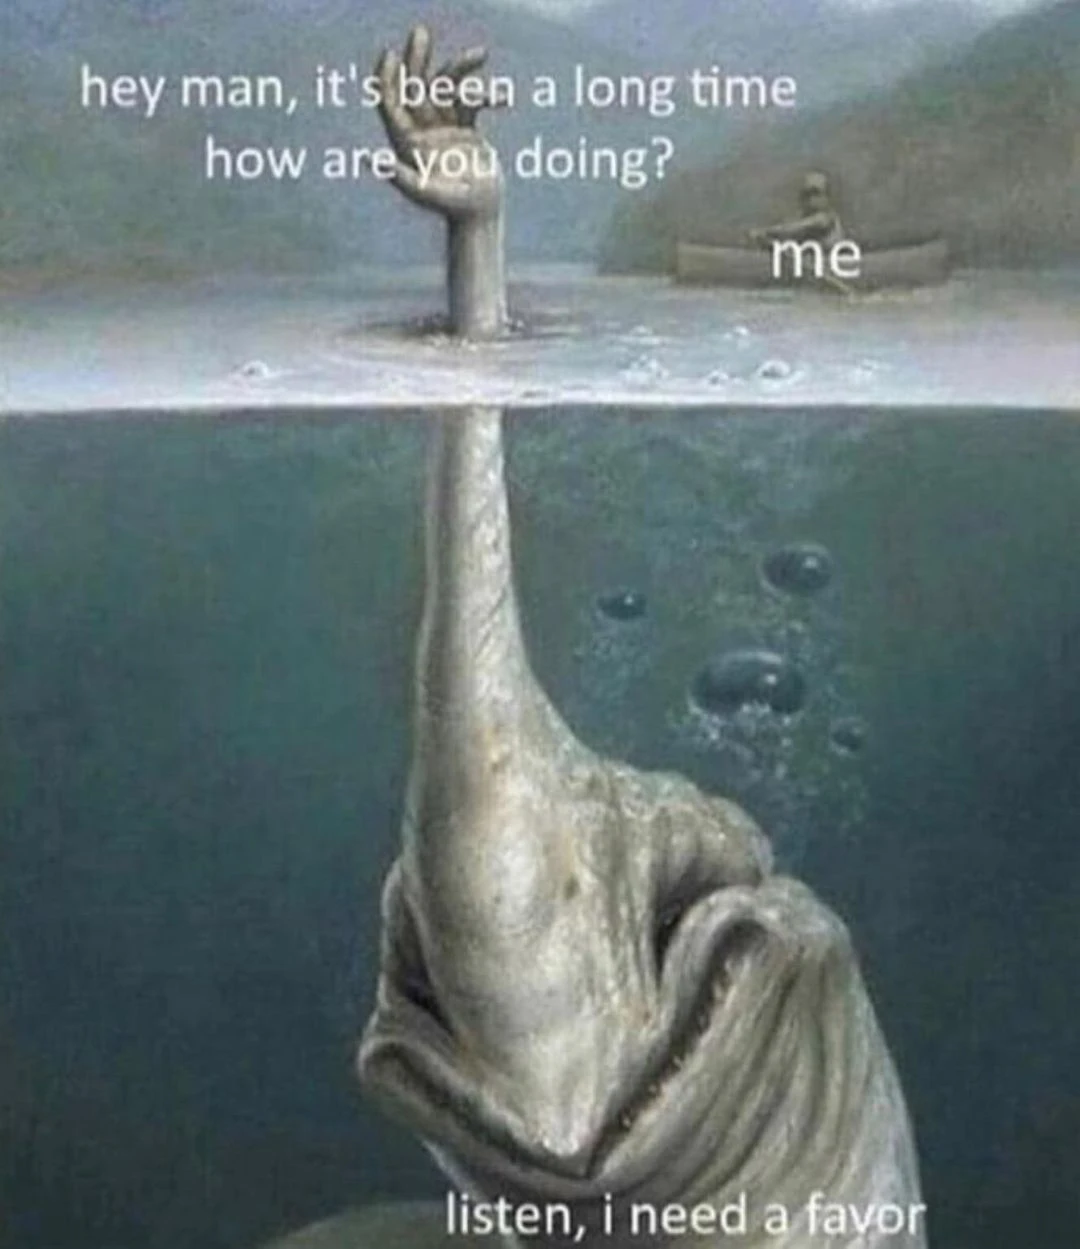 hey man, it's been a long time
how are you doing?
me
listen, i need a favor